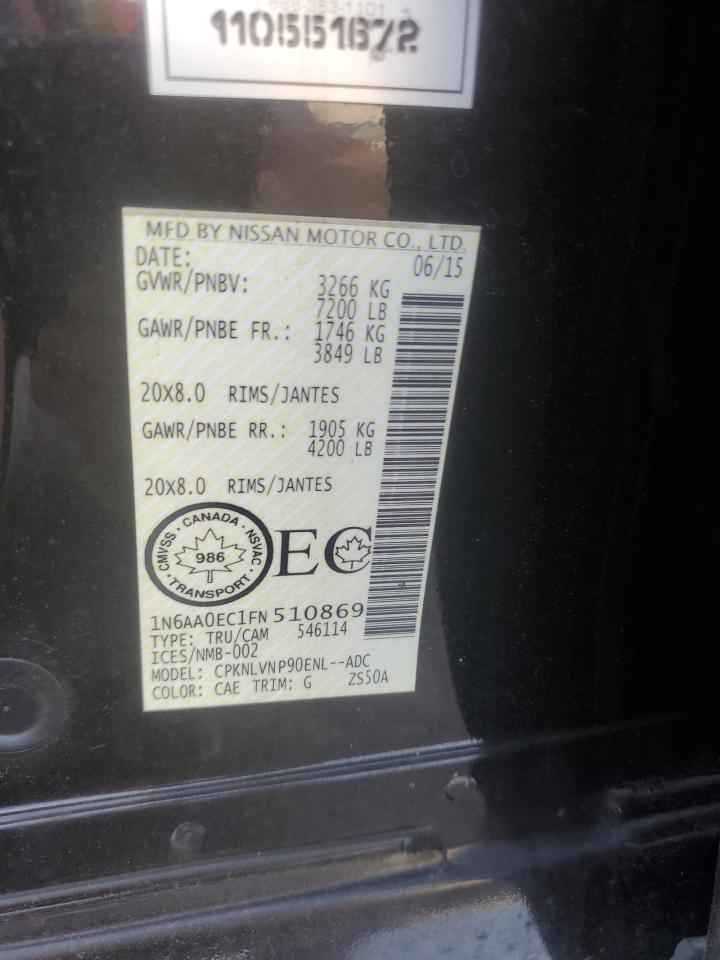 110551672
MFD BY NISSAN MOTOR CO., LTD.
DATE: 06/15
GVWR/PNBV: 3266 KG
7200 LB
GAWR/PNBE FR.: 1746 KG
3849 LB
20X8.0 RIMS/JANTES
GAWR/PNBE RR.: 1905 KG
4200 LB
20X8.0 RIMS/JANTES
CANADA · NSVAC · TRANSPORT · CMVSS ·
986
EC
1N6AA0EC1FN510869
TYPE: TRU/CAM 546114
ICES/NMB-002
MODEL: CPKNLVNP90ENL--ADC
COLOR: CAE TRIM: G ZS50A